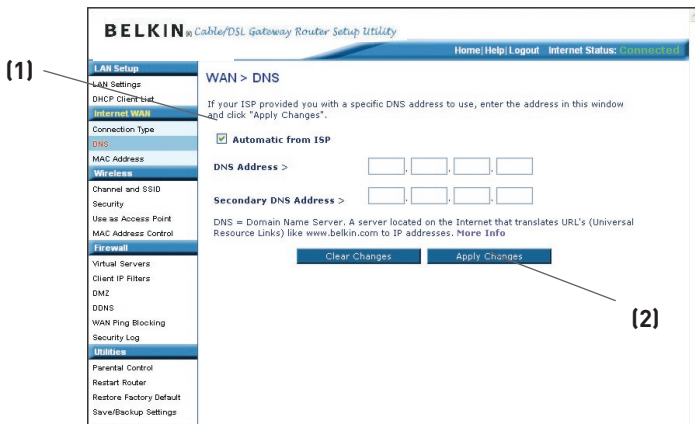 BELKIN® Cable/DSL Gateway Router Setup Utility
Home|Help|Logout Internet Status: Connected
(1)
LAN Setup
LAN Settings
DHCP Client List
Internet WAN
Connection Type
DNS
MAC Address
Wireless
Channel and SSID
Security
Use as Access Point
MAC Address Control
Firewall
Virtual Servers
Client IP Filters
DMZ
DDNS
WAN Ping Blocking
Security Log
Utilities
Parental Control
Restart Router
Restore Factory Default
Save/Backup Settings
WAN > DNS
If your ISP provided you with a specific DNS address to use, enter the address in this window
and click "Apply Changes".
Automatic from ISP
DNS Address >
. . .
Secondary DNS Address >
. . .
DNS = Domain Name Server. A server located on the Internet that translates URL's (Universal
Resource Links) like www.belkin.com to IP addresses. More Info
Clear Changes
Apply Changes
(2)